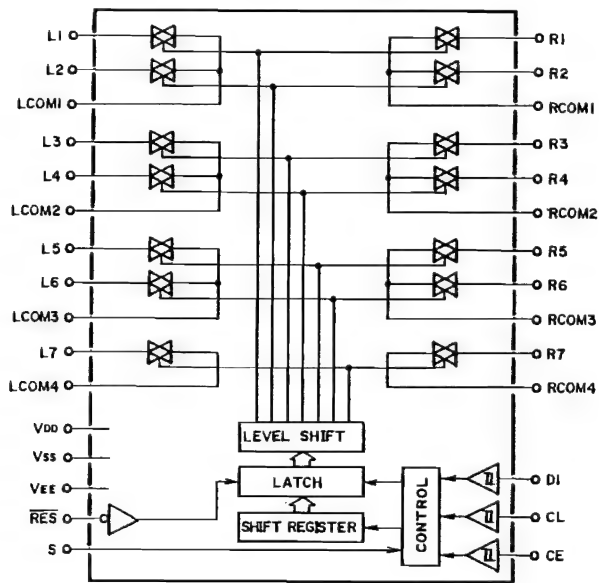 L1 R1
L2 R2
LCOM1 RCOM1
L3 R3
L4 R4
LCOM2 RCOM2
L5 R5
L6 R6
LCOM3 RCOM3
L7 R7
LCOM4 RCOM4
VDD
LEVEL SHIFT
VSS
VEE
LATCH
DI
RES
SHIFT REGISTER
CONTROL
CL
S
CE